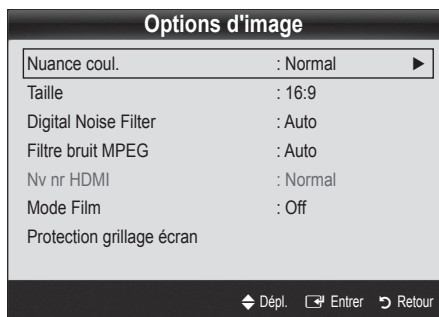 Options d'image
Nuance coul. : Normal ►
Taille : 16:9
Digital Noise Filter : Auto
Filtre bruit MPEG : Auto
Nv nr HDMI : Normal
Mode Film : Off
Protection grillage écran
Dépl. Entrer Retour